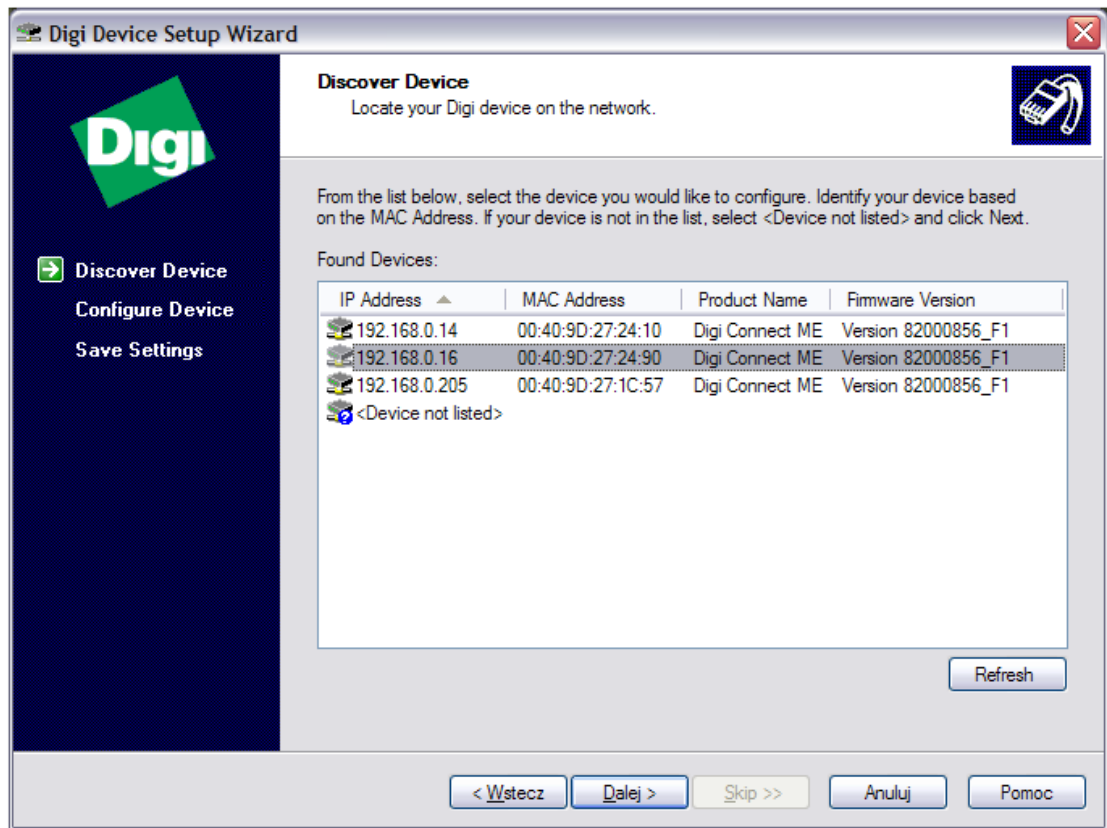 Digi Device Setup Wizard
Digi
Discover Device
Configure Device
Save Settings
Discover Device
Locate your Digi device on the network.
From the list below, select the device you would like to configure. Identify your device based
on the MAC Address. If your device is not in the list, select <Device not listed> and click Next.
Found Devices:
IP Address MAC Address Product Name Firmware Version
192.168.0.14 00:40:9D:27:24:10 Digi Connect ME Version 82000856_F1
192.168.0.16 00:40:9D:27:24:90 Digi Connect ME Version 82000856_F1
192.168.0.205 00:40:9D:27:1C:57 Digi Connect ME Version 82000856_F1
<Device not listed>
Refresh
< Wstecz Dalej > Skip >> Anuluj Pomoc